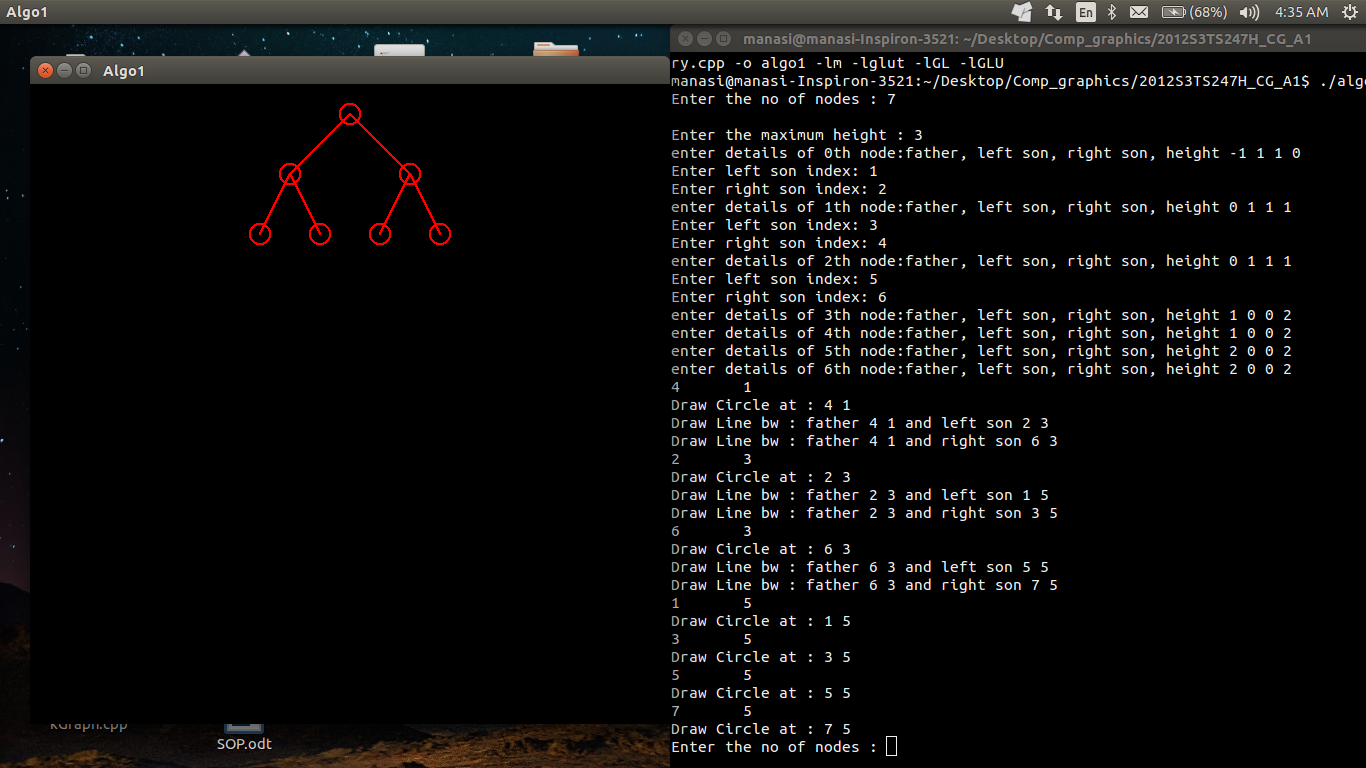 Algo1
En
(68%)
4:35 AM
Algo1
manasi@manasi-Inspiron-3521: ~/Desktop/Comp_graphics/2012S3TS247H_CG_A1
ry.cpp -o algo1 -lm -lglut -lGL -lGLU
manasi@manasi-Inspiron-3521:~/Desktop/Comp_graphics/2012S3TS247H_CG_A1$ ./algo
Enter the no of nodes : 7
Enter the maximum height : 3
enter details of 0th node:father, left son, right son, height -1 1 1 0
Enter left son index: 1
Enter right son index: 2
enter details of 1th node:father, left son, right son, height 0 1 1 1
Enter left son index: 3
Enter right son index: 4
enter details of 2th node:father, left son, right son, height 0 1 1 1
Enter left son index: 5
Enter right son index: 6
enter details of 3th node:father, left son, right son, height 1 0 0 2
enter details of 4th node:father, left son, right son, height 1 0 0 2
enter details of 5th node:father, left son, right son, height 2 0 0 2
enter details of 6th node:father, left son, right son, height 2 0 0 2
4 1
Draw Circle at : 4 1
Draw Line bw : father 4 1 and left son 2 3
Draw Line bw : father 4 1 and right son 6 3
2 3
Draw Circle at : 2 3
Draw Line bw : father 2 3 and left son 1 5
Draw Line bw : father 2 3 and right son 3 5
6 3
Draw Circle at : 6 3
Draw Line bw : father 6 3 and left son 5 5
Draw Line bw : father 6 3 and right son 7 5
1 5
Draw Circle at : 1 5
3 5
Draw Circle at : 3 5
5 5
Draw Circle at : 5 5
7 5
Draw Circle at : 7 5
Enter the no of nodes :
SOP.odt